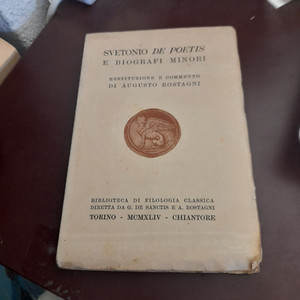 SVETONIO DE POETIS
E BIOGRAFI MINORI
RESTITUZIONE E COMMENTO
DI AUGUSTO ROSTAGNI
BIBLIOTECA DI FILOLOGIA CLASSICA
DIRETTA DA G. DE SANCTIS E A. ROSTAGNI
TORINO - MCMXLIV - CHIANTORE